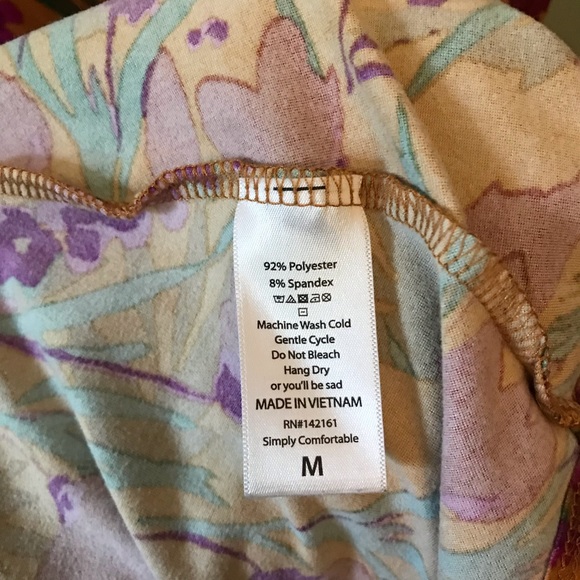 92% Polyester
8% Spandex
Machine Wash Cold
Gentle Cycle
Do Not Bleach
Hang Dry
or you'll be sad
MADE IN VIETNAM
RN#142161
Simply Comfortable
M